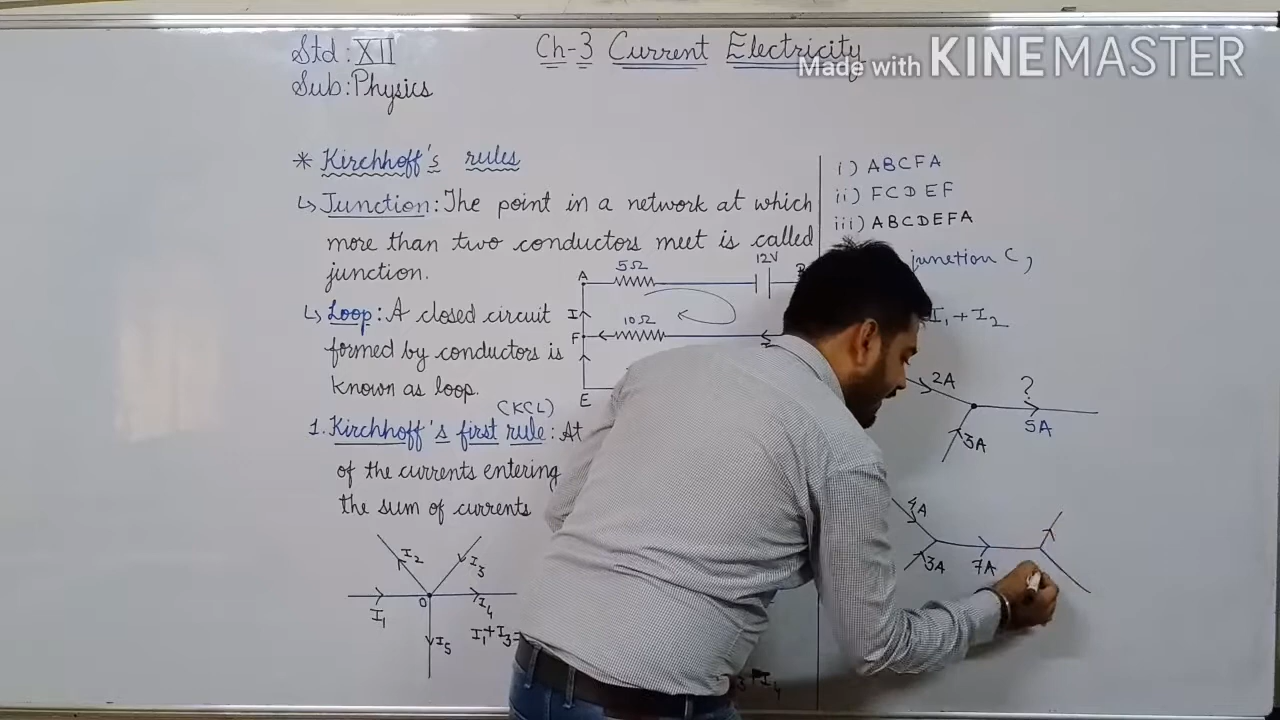 Std : XII
Ch-3 Current Electricity
Made with KINEMASTER
Sub: Physics
* Kirchhoff's rules
↳ Junction: The point in a network at which
more than two conductors meet is called
junction.
↳ Loop: A closed circuit
formed by conductors is
known as loop.
(KCL)
1. Kirchhoff's first rule: At
of the currents entering
the sum of currents
I₂
I₃
O
I₁
I₄
I₅
I₁+I₃=
A
5Ω
12V
B
I
F
10Ω
E
i) ABCFA
ii) FCDEF
iii) ABCDEFA
junction C,
I₁ + I₂
2A
?
3A
5A
4A
3A
7A
I₄